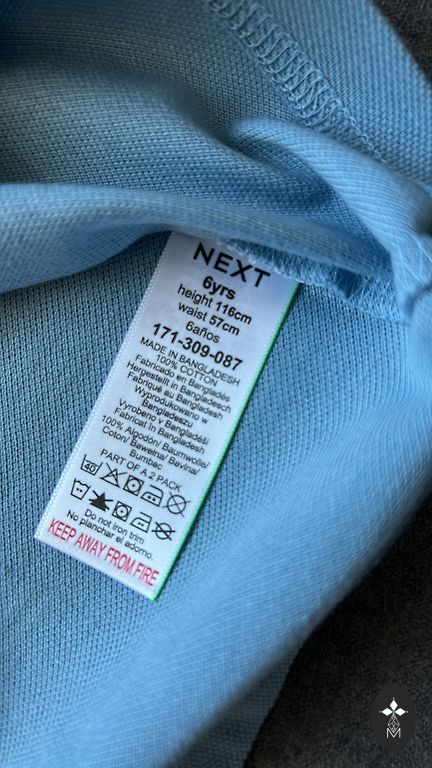 NEXT
6yrs
height 116cm
waist 57cm
6años
171-309-087
MADE IN BANGLADESH
100% COTTON
Fabricado en Bangladés
Hergestellt in Bangladesch
Fabriqué au Bangladesh
Wyprodukowano w
Bangladeszu
Vyrobeno v Bangladéši
Fabricat în Bangladesh
100% Algodón/ Baumwolle/
Coton/ Bawełna/ Bavlna/
Bumbac
PART OF A 2 PACK
40
Do not iron trim
No planchar el adorno.
KEEP AWAY FROM FIRE
M